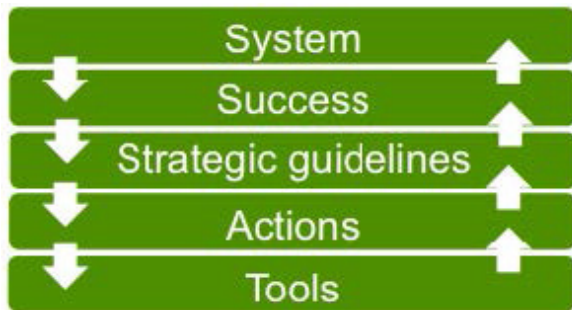 System
Success
Strategic guidelines
Actions
Tools